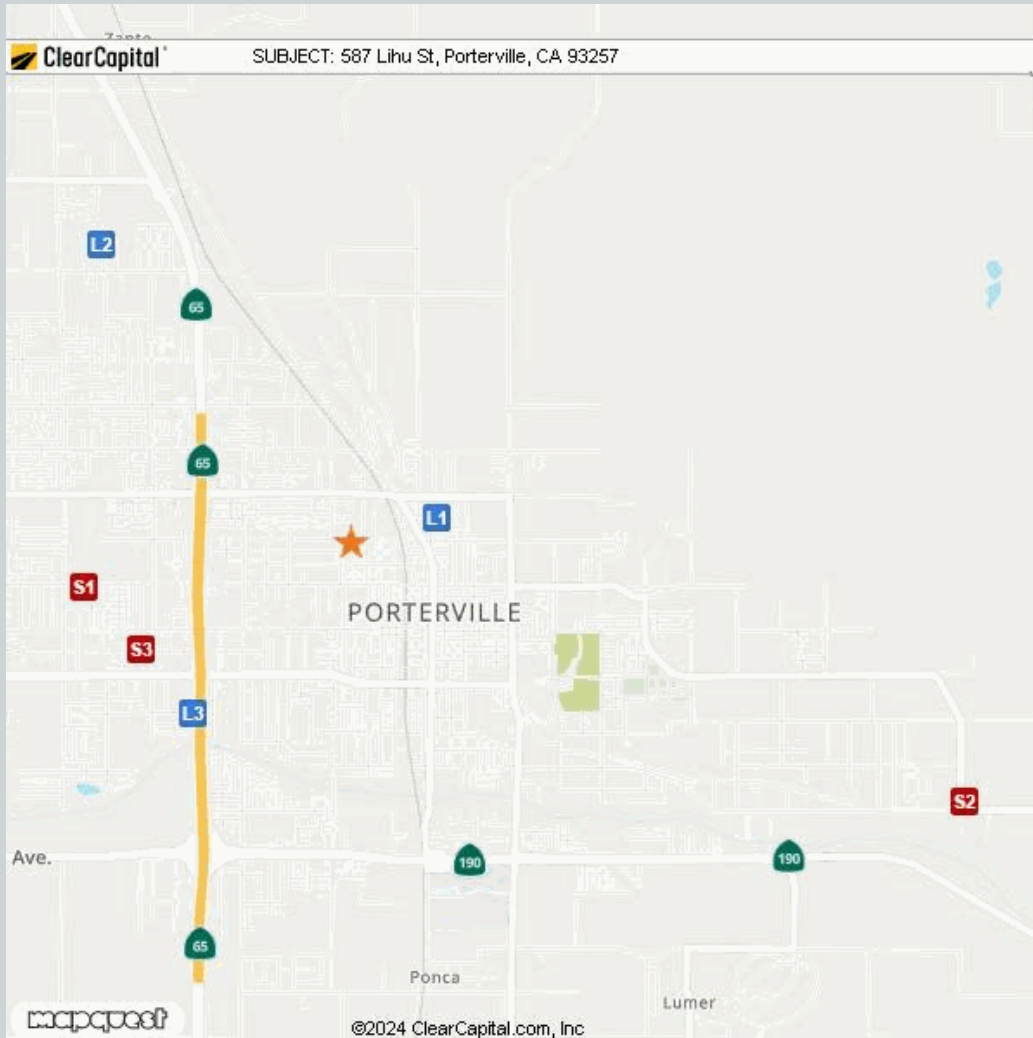 Zante
ClearCapital
SUBJECT: 587 Lihu St, Porterville, CA 93257
L2
65
65
L1
S1
PORTERVILLE
S3
L3
S2
Ave.
190
190
65
Ponca
Lumer
mapquest
©2024 ClearCapital.com, Inc